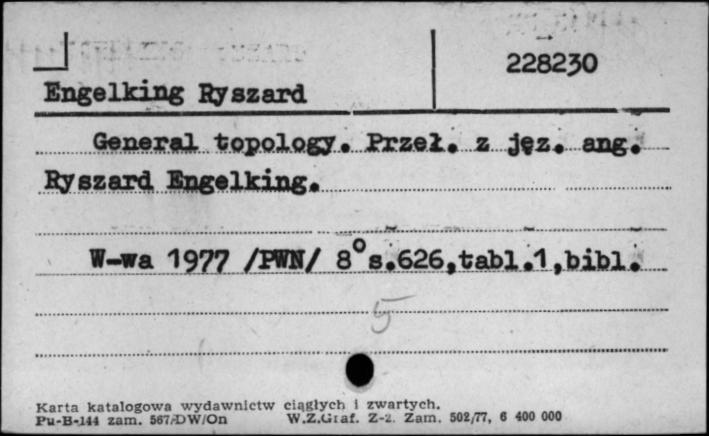 228230
Engelking Ryszard
General topology. Przeł. z jęz. ang.
Ryszard Engelking.
W-wa 1977 /PWN/ 8° s.626,tabl.1,bibl.
5
Karta katalogowa wydawnictw ciągłych i zwartych.
Pu-B-144 zam. 567/DW/On W.Z.Graf. Z-2. Zam. 502/77, 6 400 000